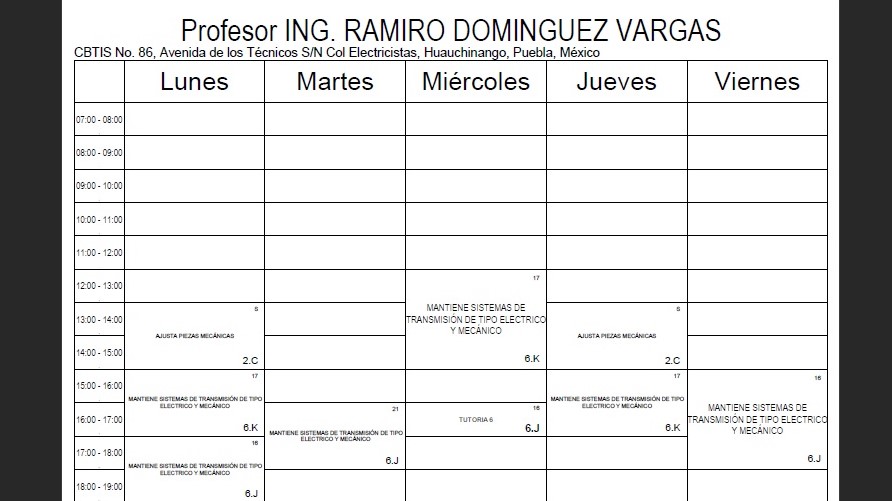 Profesor ING. RAMIRO DOMINGUEZ VARGAS
CBTIS No. 86, Avenida de los Técnicos S/N Col Electricistas, Huauchinango, Puebla, México
Lunes Martes Miércoles Jueves Viernes
07:00 - 08:00
08:00 - 09:00
09:00 - 10:00
10:00 - 11:00
11:00 - 12:00
12:00 - 13:00
17
MANTIENE SISTEMAS DE
TRANSMISIÓN DE TIPO ELECTRICO
Y MECÁNICO
6.K
13:00 - 14:00
AJUSTA PIEZAS MECÁNICAS
2.C
AJUSTA PIEZAS MECÁNICAS
2.C
14:00 - 15:00
15:00 - 16:00
17
MANTIENE SISTEMAS DE TRANSMISIÓN DE TIPO
ELECTRICO Y MECÁNICO
6.K
17
MANTIENE SISTEMAS DE TRANSMISIÓN DE TIPO
ELECTRICO Y MECÁNICO
6.K
16
MANTIENE SISTEMAS DE
TRANSMISIÓN DE TIPO ELECTRICO
Y MECÁNICO
6.J
16:00 - 17:00
21
MANTIENE SISTEMAS DE TRANSMISIÓN DE TIPO
ELECTRICO Y MECÁNICO
6.J
16
TUTORIA 6
6.J
17:00 - 18:00
16
MANTIENE SISTEMAS DE TRANSMISIÓN DE TIPO
ELECTRICO Y MECÁNICO
6.J
18:00 - 19:00